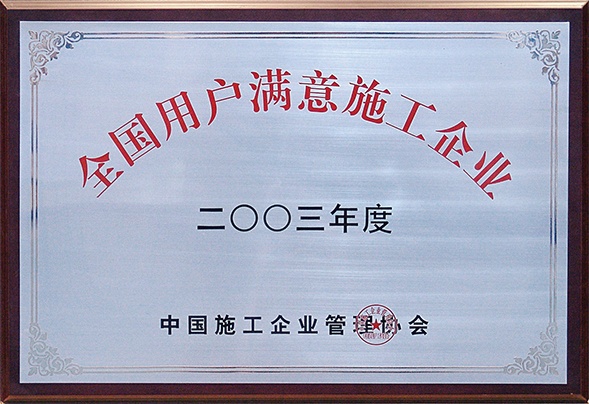 全国用户满意施工企业
二〇〇三年度
中国施工企业管理协会